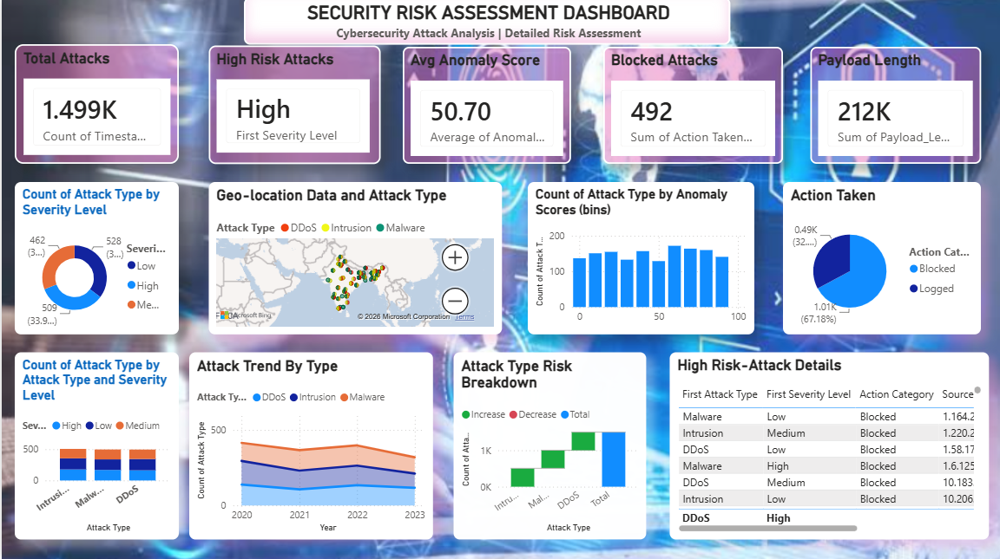 SECURITY RISK ASSESSMENT DASHBOARD
Cybersecurity Attack Analysis | Detailed Risk Assessment
Total Attacks
1.499K
Count of Timesta...
High Risk Attacks
High
First Severity Level
Avg Anomaly Score
50.70
Average of Anomal...
Blocked Attacks
492
Sum of Action Taken...
Payload Length
212K
Sum of Payload_Le...
Count of Attack Type by
Severity Level
462
(3...)
528
(3...)
509
(33.9...)
Severi...
Low
High
Me...
Geo-location Data and Attack Type
Attack Type DDoS Intrusion Malware
Microsoft Bing
© 2026 Microsoft Corporation Terms
Count of Attack Type by Anomaly
Scores (bins)
Count of Attack T...
200
100
0
0 50 100
Action Taken
0.49K
(32....)
1.01K
(67.18%)
Action Cat...
Blocked
Logged
Count of Attack Type by
Attack Type and Severity
Level
Sev... High Low Medium
500
0
Intrusi... Malw... DDoS
Attack Type
Attack Trend By Type
Attack Ty... DDoS Intrusion Malware
Count of Attack Type
500
0
2020 2021 2022 2023
Year
Attack Type Risk
Breakdown
Increase Decrease Total
Count of Atta...
1K
0K
Intru... Mal... DDoS Total
Attack Type
High Risk-Attack Details
First Attack Type First Severity Level Action Category Source
Malware Low Blocked 1.164.2
Intrusion Medium Blocked 1.220.2
DDoS Low Blocked 1.58.17
Malware High Blocked 1.6.125
DDoS Medium Blocked 10.183.
Intrusion Low Blocked 10.206
DDoS High